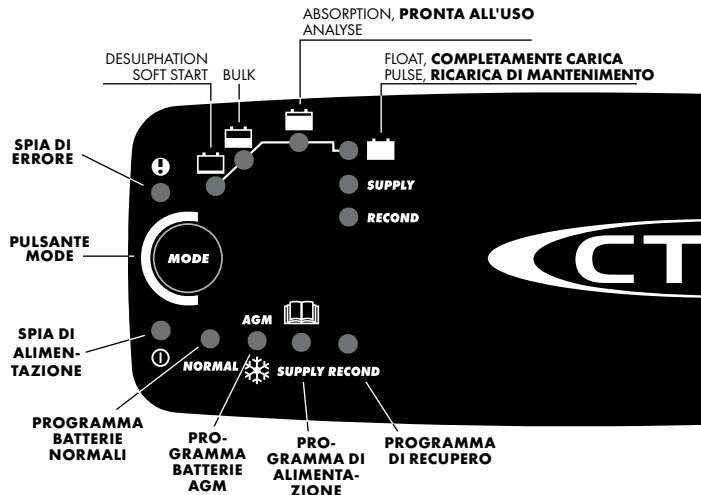 ABSORPTION, PRONTA ALL'USO
ANALYSE
DESULPHATION
SOFT START
BULK
FLOAT, COMPLETAMENTE CARICA
PULSE, RICARICA DI MANTENIMENTO
SPIA DI
ERRORE
SUPPLY
RECOND
PULSANTE
MODE
MODE
CT
SPIA DI
ALIMEN-
TAZIONE
AGM
NORMAL
SUPPLY
RECOND
PROGRAMMA
BATTERIE
NORMALI
PRO-
GRAMMA
BATTERIE
AGM
PRO-
GRAMMA DI
ALIMENTA-
ZIONE
PROGRAMMA
DI RECUPERO